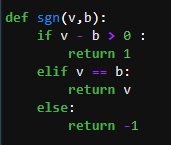 def sgn(v,b):
    if v - b > 0 :
        return 1
    elif v == b:
        return v
    else:
        return -1